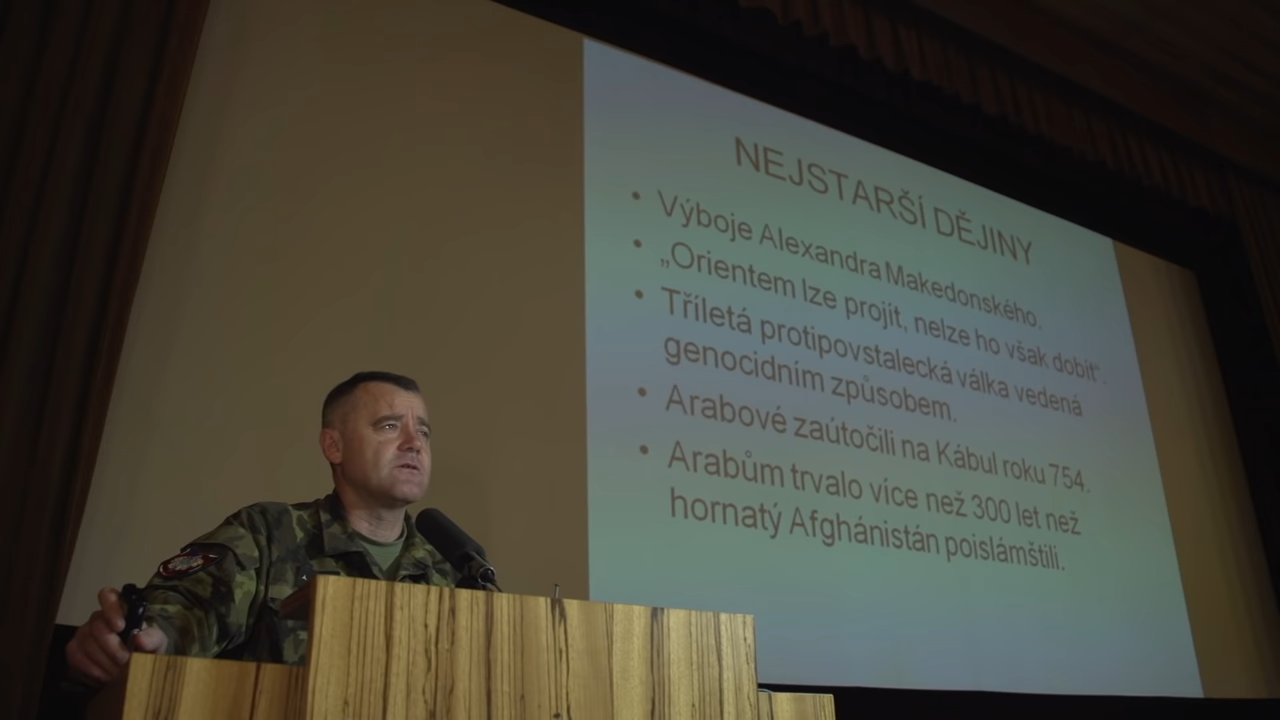 NEJSTARŠÍ DĚJINY
• Výboje Alexandra Makedonského.
• „Orientem lze projít, nelze ho však dobít“.
• Tříletá protipovstalecká válka vedená
genocidním způsobem.
• Arabové zaútočili na Kábul roku 754.
• Arabům trvalo více než 300 let než
hornatý Afghánistán poislámštili.